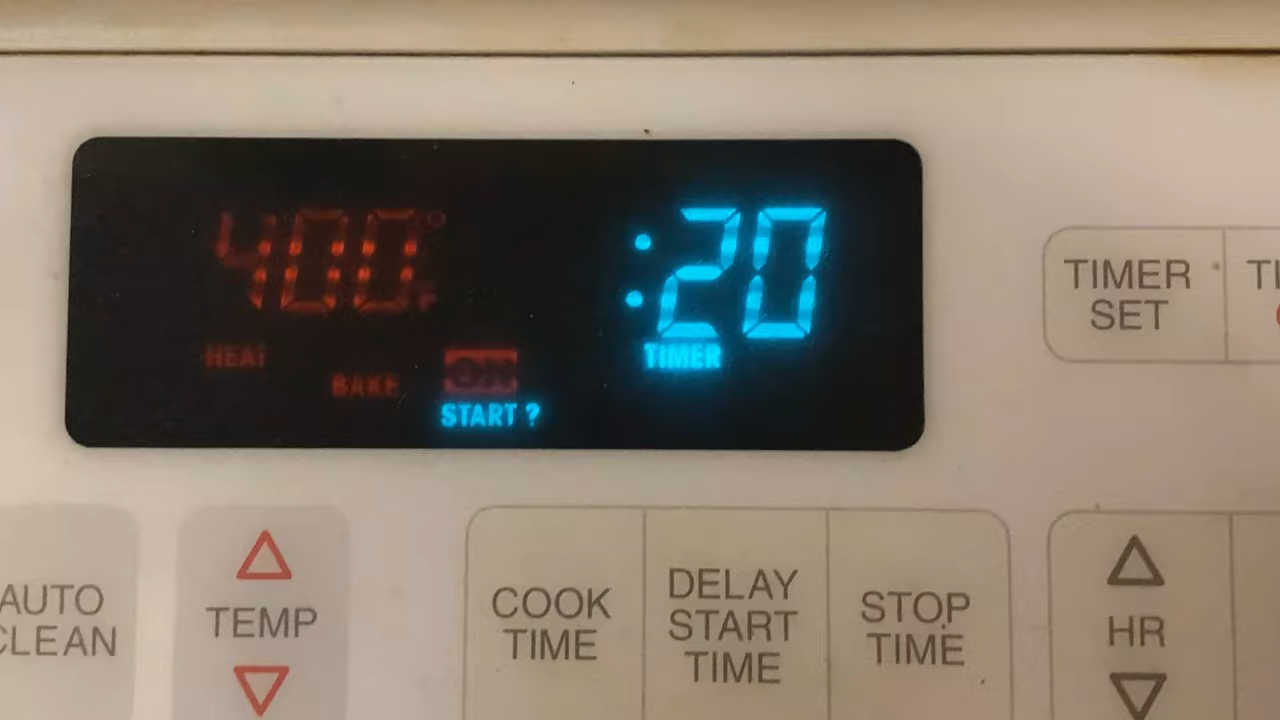 400°F :20
HEAT
BAKE
ON
START ?
TIMER
TIMER
SET
AUTO
CLEAN
TEMP
COOK
TIME
DELAY
START
TIME
STOP
TIME
HR